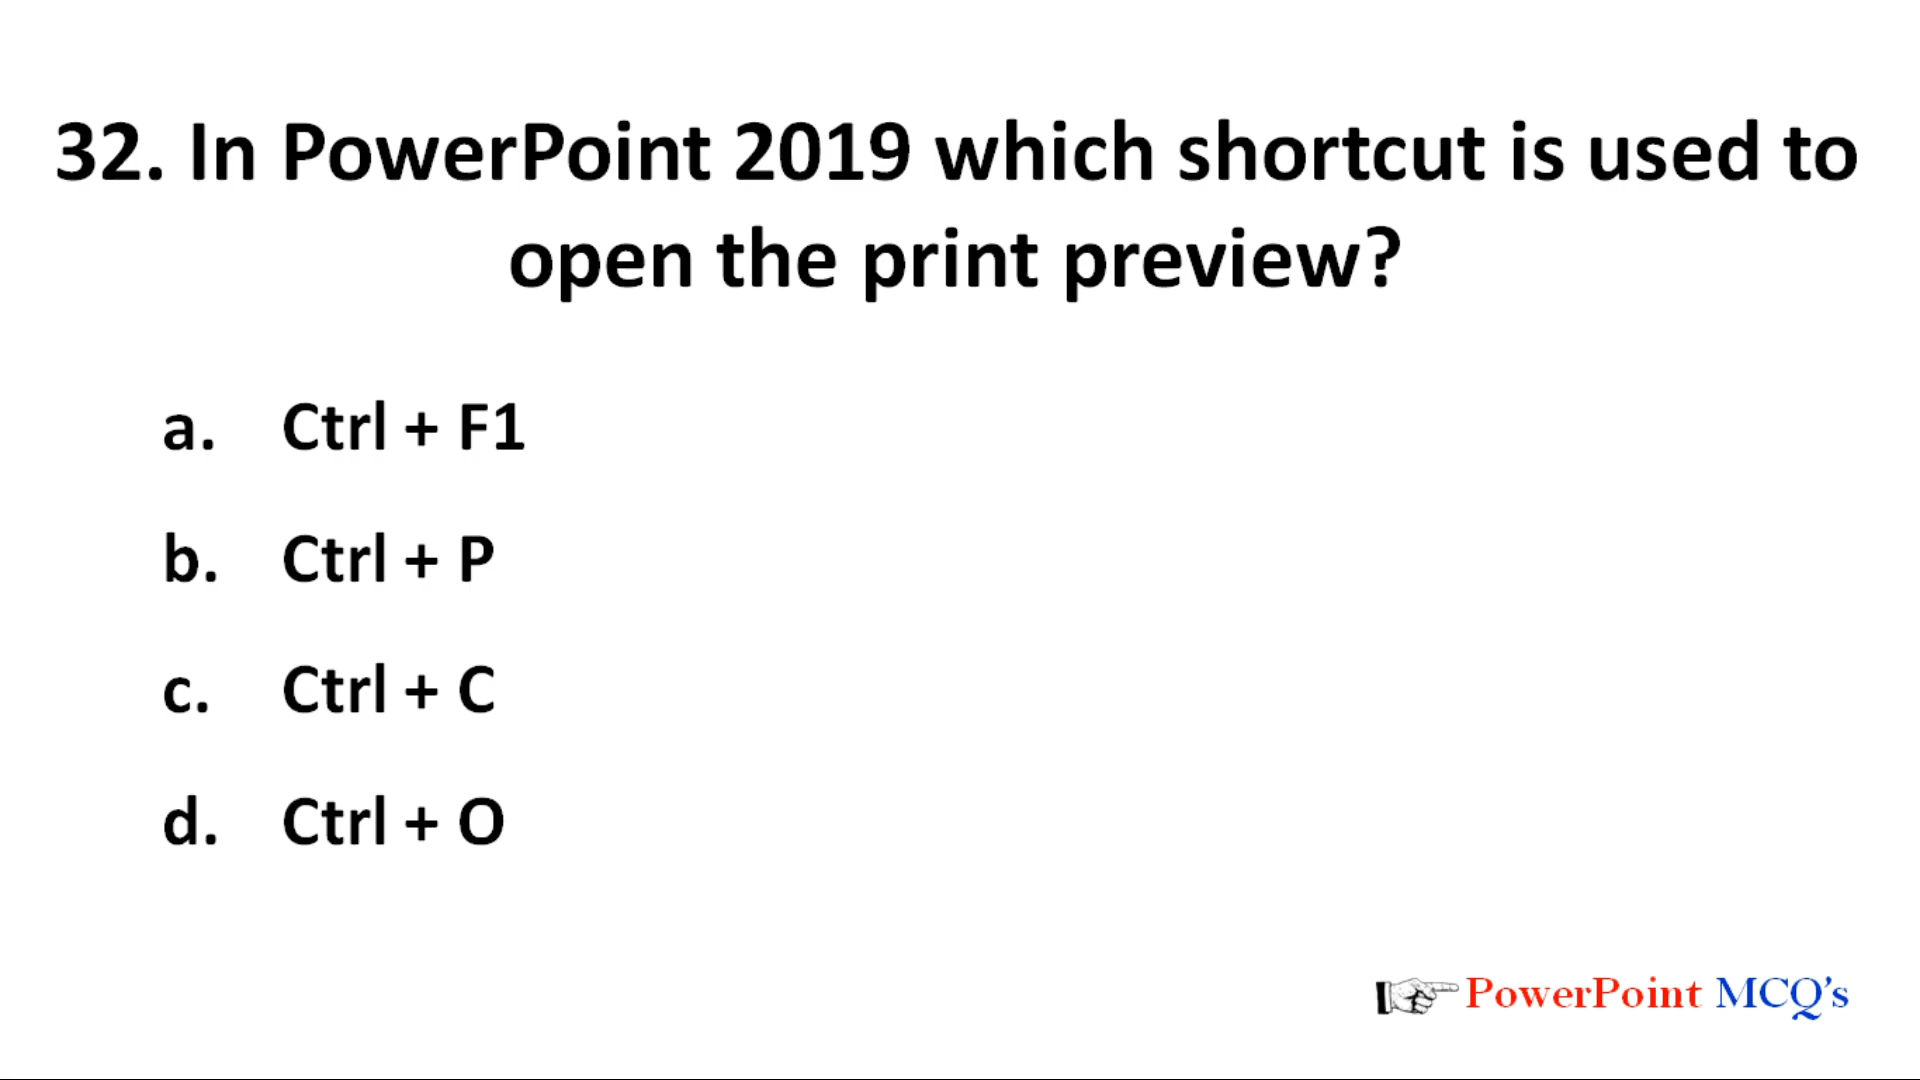 32. In PowerPoint 2019 which shortcut is used to
open the print preview?
a. Ctrl + F1
b. Ctrl + P
c. Ctrl + C
d. Ctrl + O
PowerPoint MCQ’s